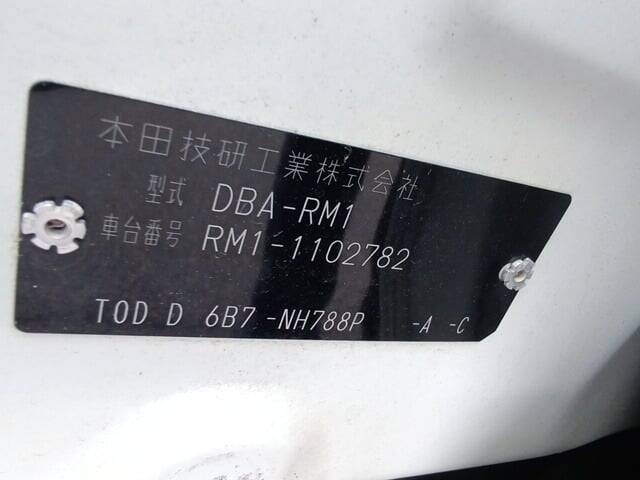 本田技研工業株式会社
型式 DBA-RM1
車台番号 RM1-1102782
TOD D 6B7-NH788P -A -C